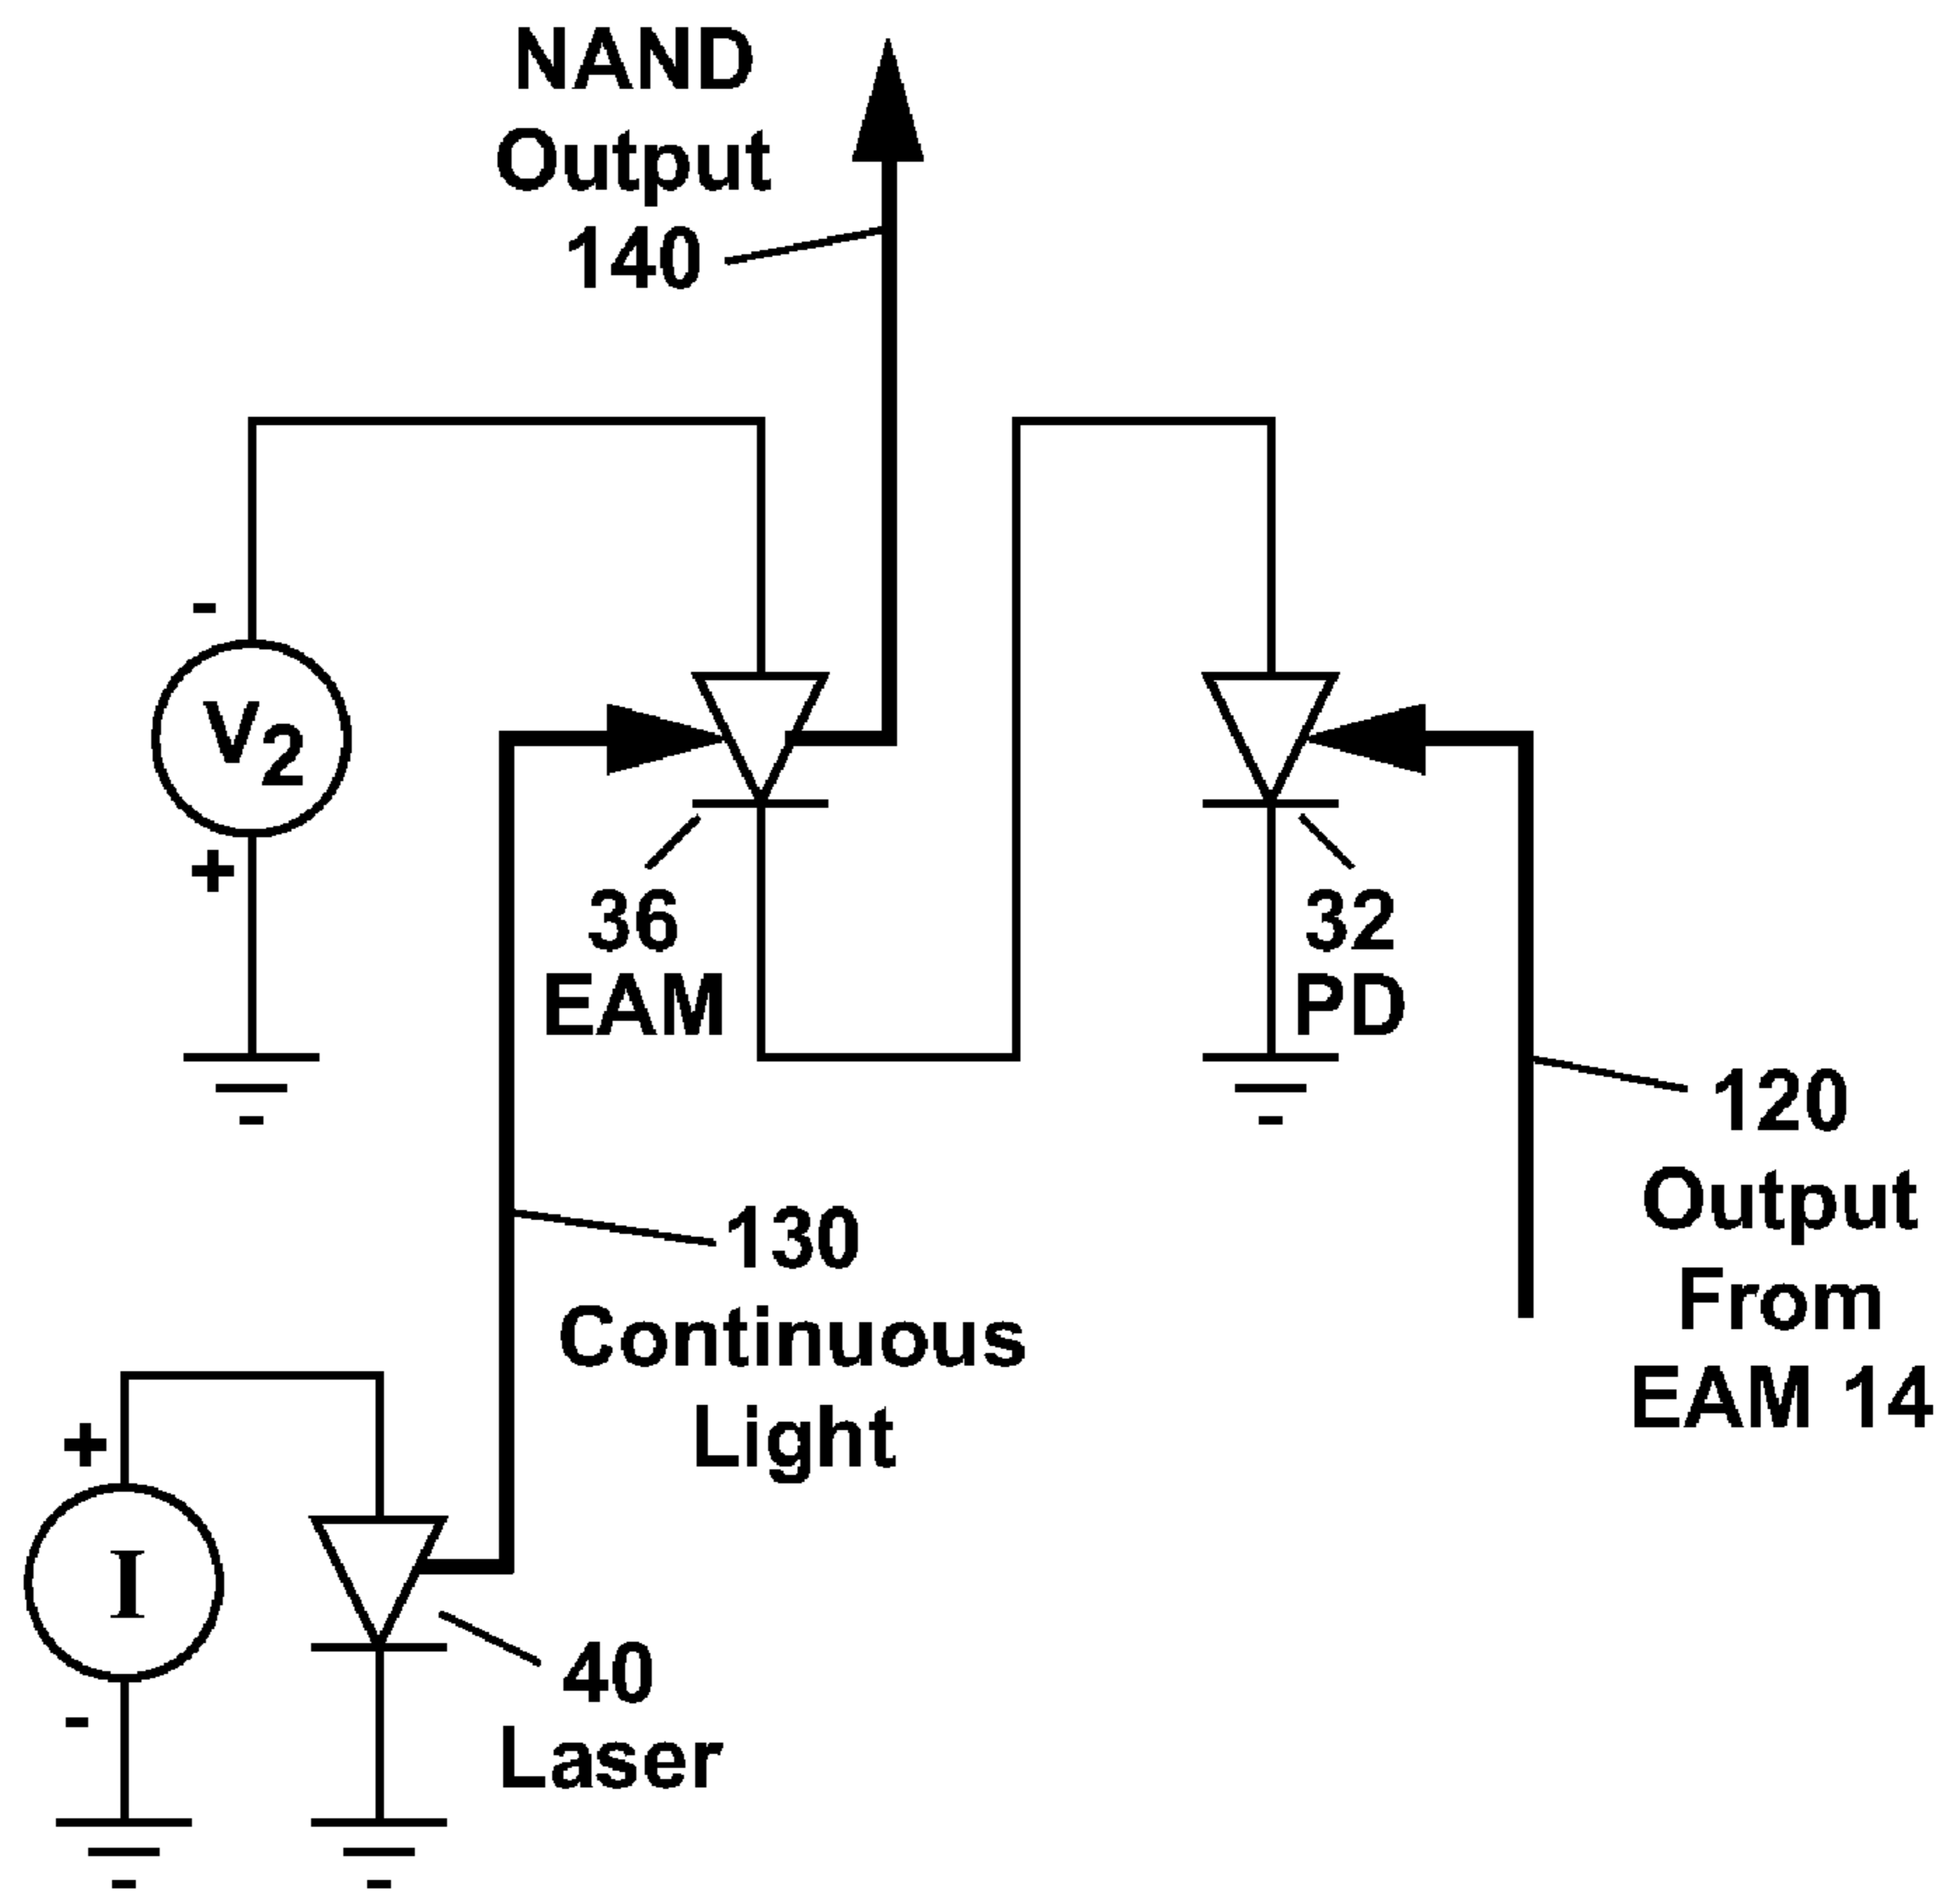 NAND
Output
140
-
V2
+
36
EAM
32
PD
120
Output
From
EAM 14
130
Continuous
Light
+
I
-
40
Laser